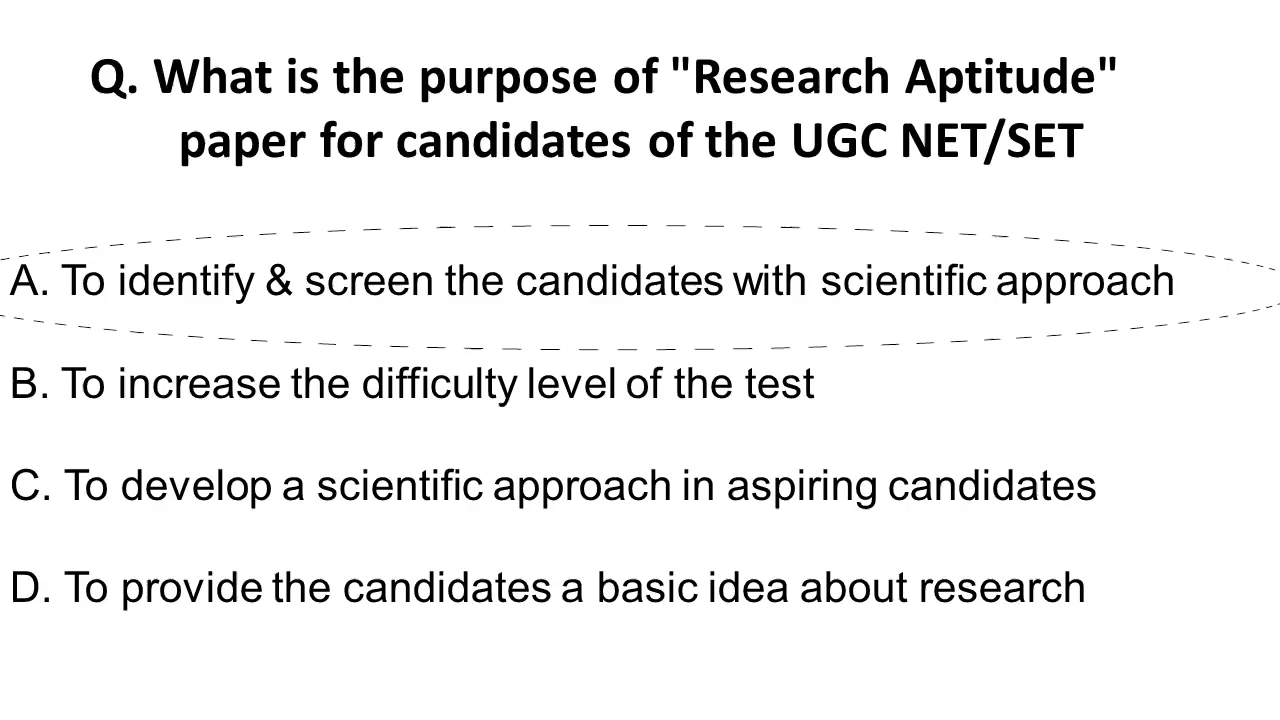 Q. What is the purpose of "Research Aptitude"
paper for candidates of the UGC NET/SET
A. To identify & screen the candidates with scientific approach
B. To increase the difficulty level of the test
C. To develop a scientific approach in aspiring candidates
D. To provide the candidates a basic idea about research